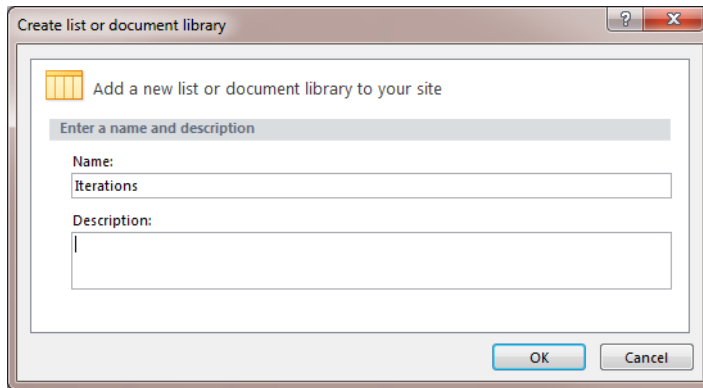 Create list or document library
Add a new list or document library to your site
Enter a name and description
Name:
Iterations
Description:
OK
Cancel